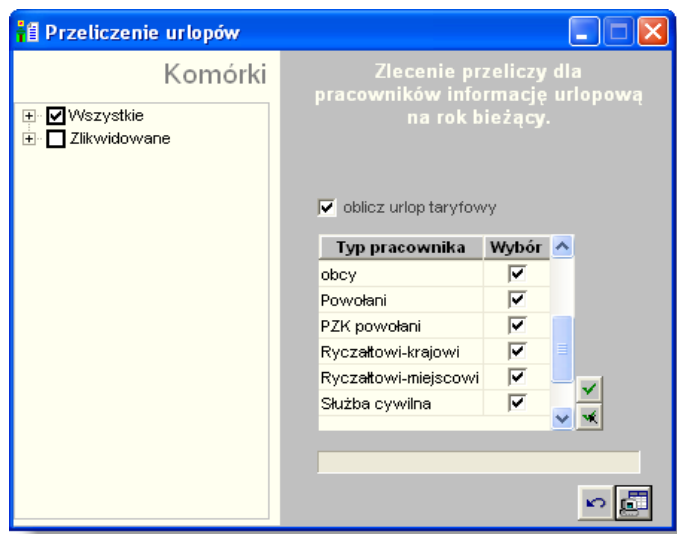 Przeliczenie urlopów
Komórki
Wszystkie
Zlikwidowane
Zlecenie przeliczy dla
pracowników informację urlopową
na rok bieżący.
oblicz urlop taryfowy
Typ pracownika Wybór
obcy
Powołani
PZK powołani
Ryczałtowi-krajowi
Ryczałtowi-miejscowi
Służba cywilna